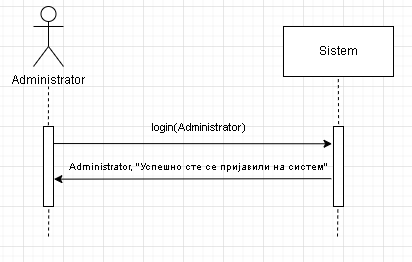 Sistem
Administrator
login(Administrator)
Administrator, "Успешно сте се пријавили на систем"